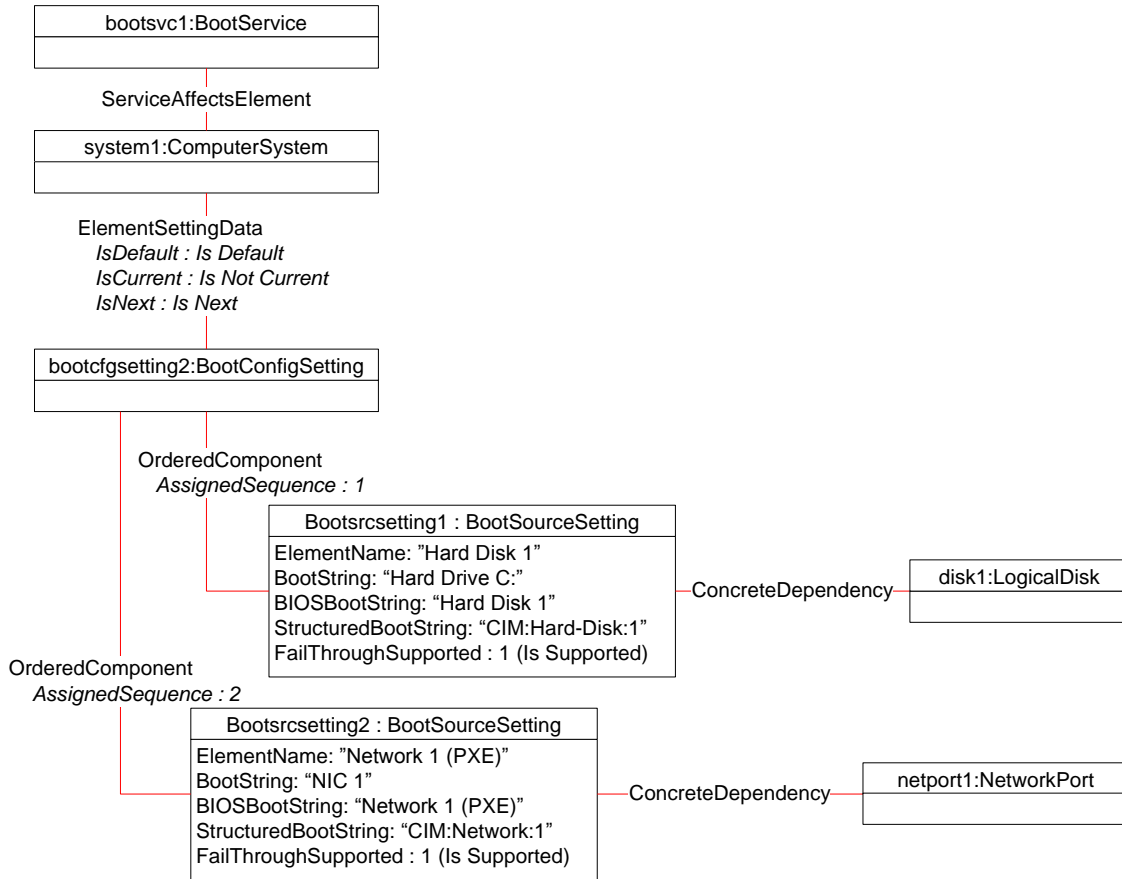 bootsvc1:BootService
ServiceAffectsElement
system1:ComputerSystem
ElementSettingData
IsDefault : Is Default
IsCurrent : Is Not Current
IsNext : Is Next
bootcfgsetting2:BootConfigSetting
OrderedComponent
AssignedSequence : 1
Bootsrcsetting1 : BootSourceSetting
ElementName: ”Hard Disk 1”
BootString: “Hard Drive C:”
BIOSBootString: “Hard Disk 1”
StructuredBootString: “CIM:Hard-Disk:1”
FailThroughSupported : 1 (Is Supported)
ConcreteDependency
disk1:LogicalDisk
OrderedComponent
AssignedSequence : 2
Bootsrcsetting2 : BootSourceSetting
ElementName: ”Network 1 (PXE)”
BootString: “NIC 1”
BIOSBootString: “Network 1 (PXE)”
StructuredBootString: “CIM:Network:1”
FailThroughSupported : 1 (Is Supported)
ConcreteDependency
netport1:NetworkPort